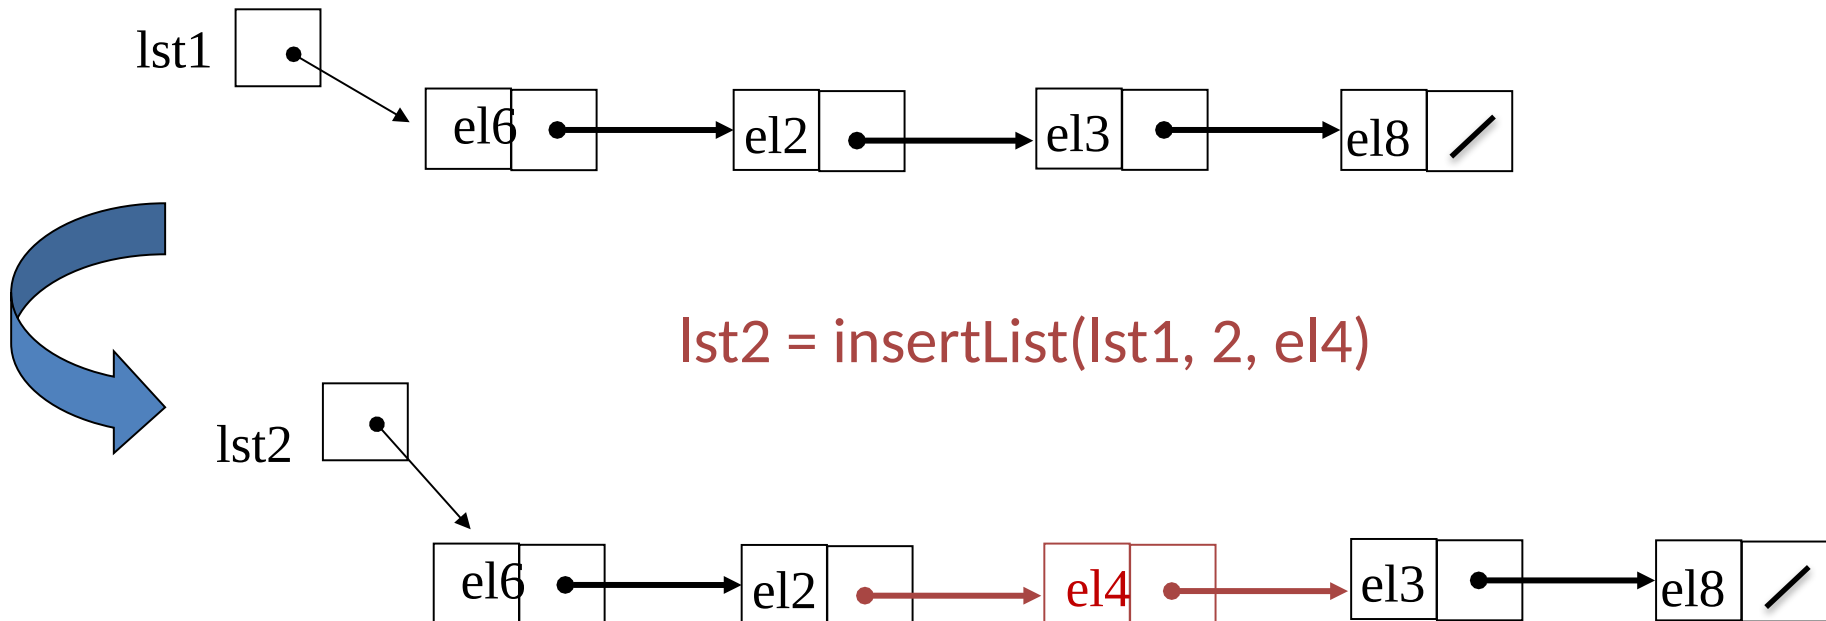 lst1
el6 el2 el3 el8
lst2 = insertList(lst1, 2, el4)
lst2
el6 el2 el4 el3 el8